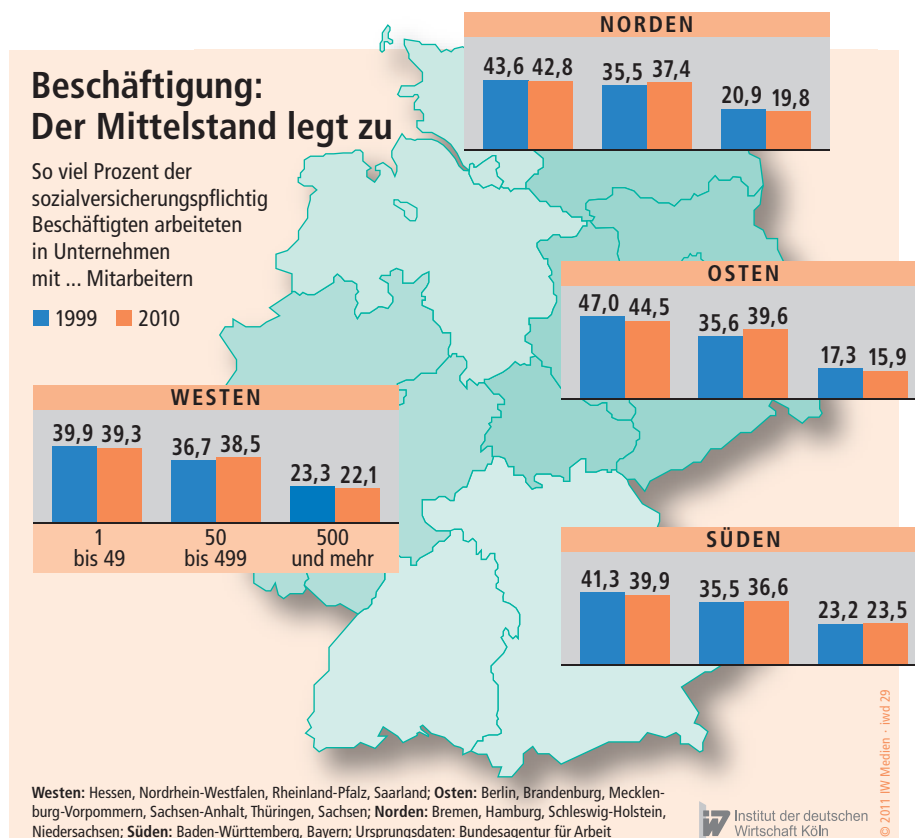 Beschäftigung:
Der Mittelstand legt zu
So viel Prozent der
sozialversicherungspflichtig
Beschäftigten arbeiteten
in Unternehmen
mit ... Mitarbeitern
1999 2010
NORDEN
43,6 42,8 35,5 37,4 20,9 19,8
OSTEN
47,0 44,5 35,6 39,6 17,3 15,9
WESTEN
39,9 39,3 36,7 38,5 23,3 22,1
1 50 500
bis 49 bis 499 und mehr
SÜDEN
41,3 39,9 35,5 36,6 23,2 23,5
Westen: Hessen, Nordrhein-Westfalen, Rheinland-Pfalz, Saarland; Osten: Berlin, Brandenburg, Mecklen-
burg-Vorpommern, Sachsen-Anhalt, Thüringen, Sachsen; Norden: Bremen, Hamburg, Schleswig-Holstein,
Niedersachsen; Süden: Baden-Württemberg, Bayern; Ursprungsdaten: Bundesagentur für Arbeit
iW Institut der deutschen
Wirtschaft Köln
© 2011 IW Medien · iwd 29